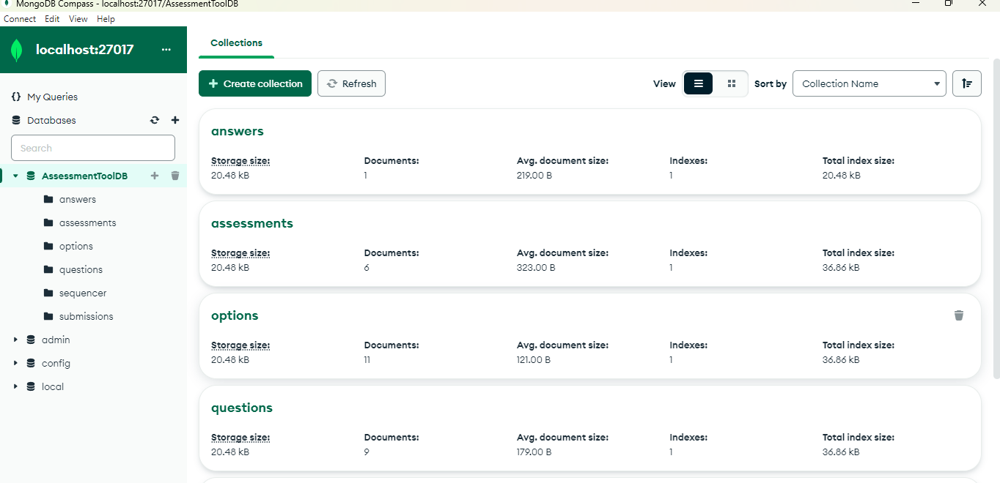 MongoDB Compass - localhost:27017/AssessmentToolDB
Connect Edit View Help
localhost:27017 ...
{} My Queries
Databases
Search
AssessmentToolDB
answers
assessments
options
questions
sequencer
submissions
admin
config
local
Collections
Create collection Refresh View Sort by Collection Name
answers
Storage size: Documents: Avg. document size: Indexes: Total index size:
20.48 kB 1 219.00 B 1 20.48 kB
assessments
Storage size: Documents: Avg. document size: Indexes: Total index size:
20.48 kB 6 323.00 B 1 36.86 kB
options
Storage size: Documents: Avg. document size: Indexes: Total index size:
20.48 kB 11 121.00 B 1 36.86 kB
questions
Storage size: Documents: Avg. document size: Indexes: Total index size:
20.48 kB 9 179.00 B 1 36.86 kB